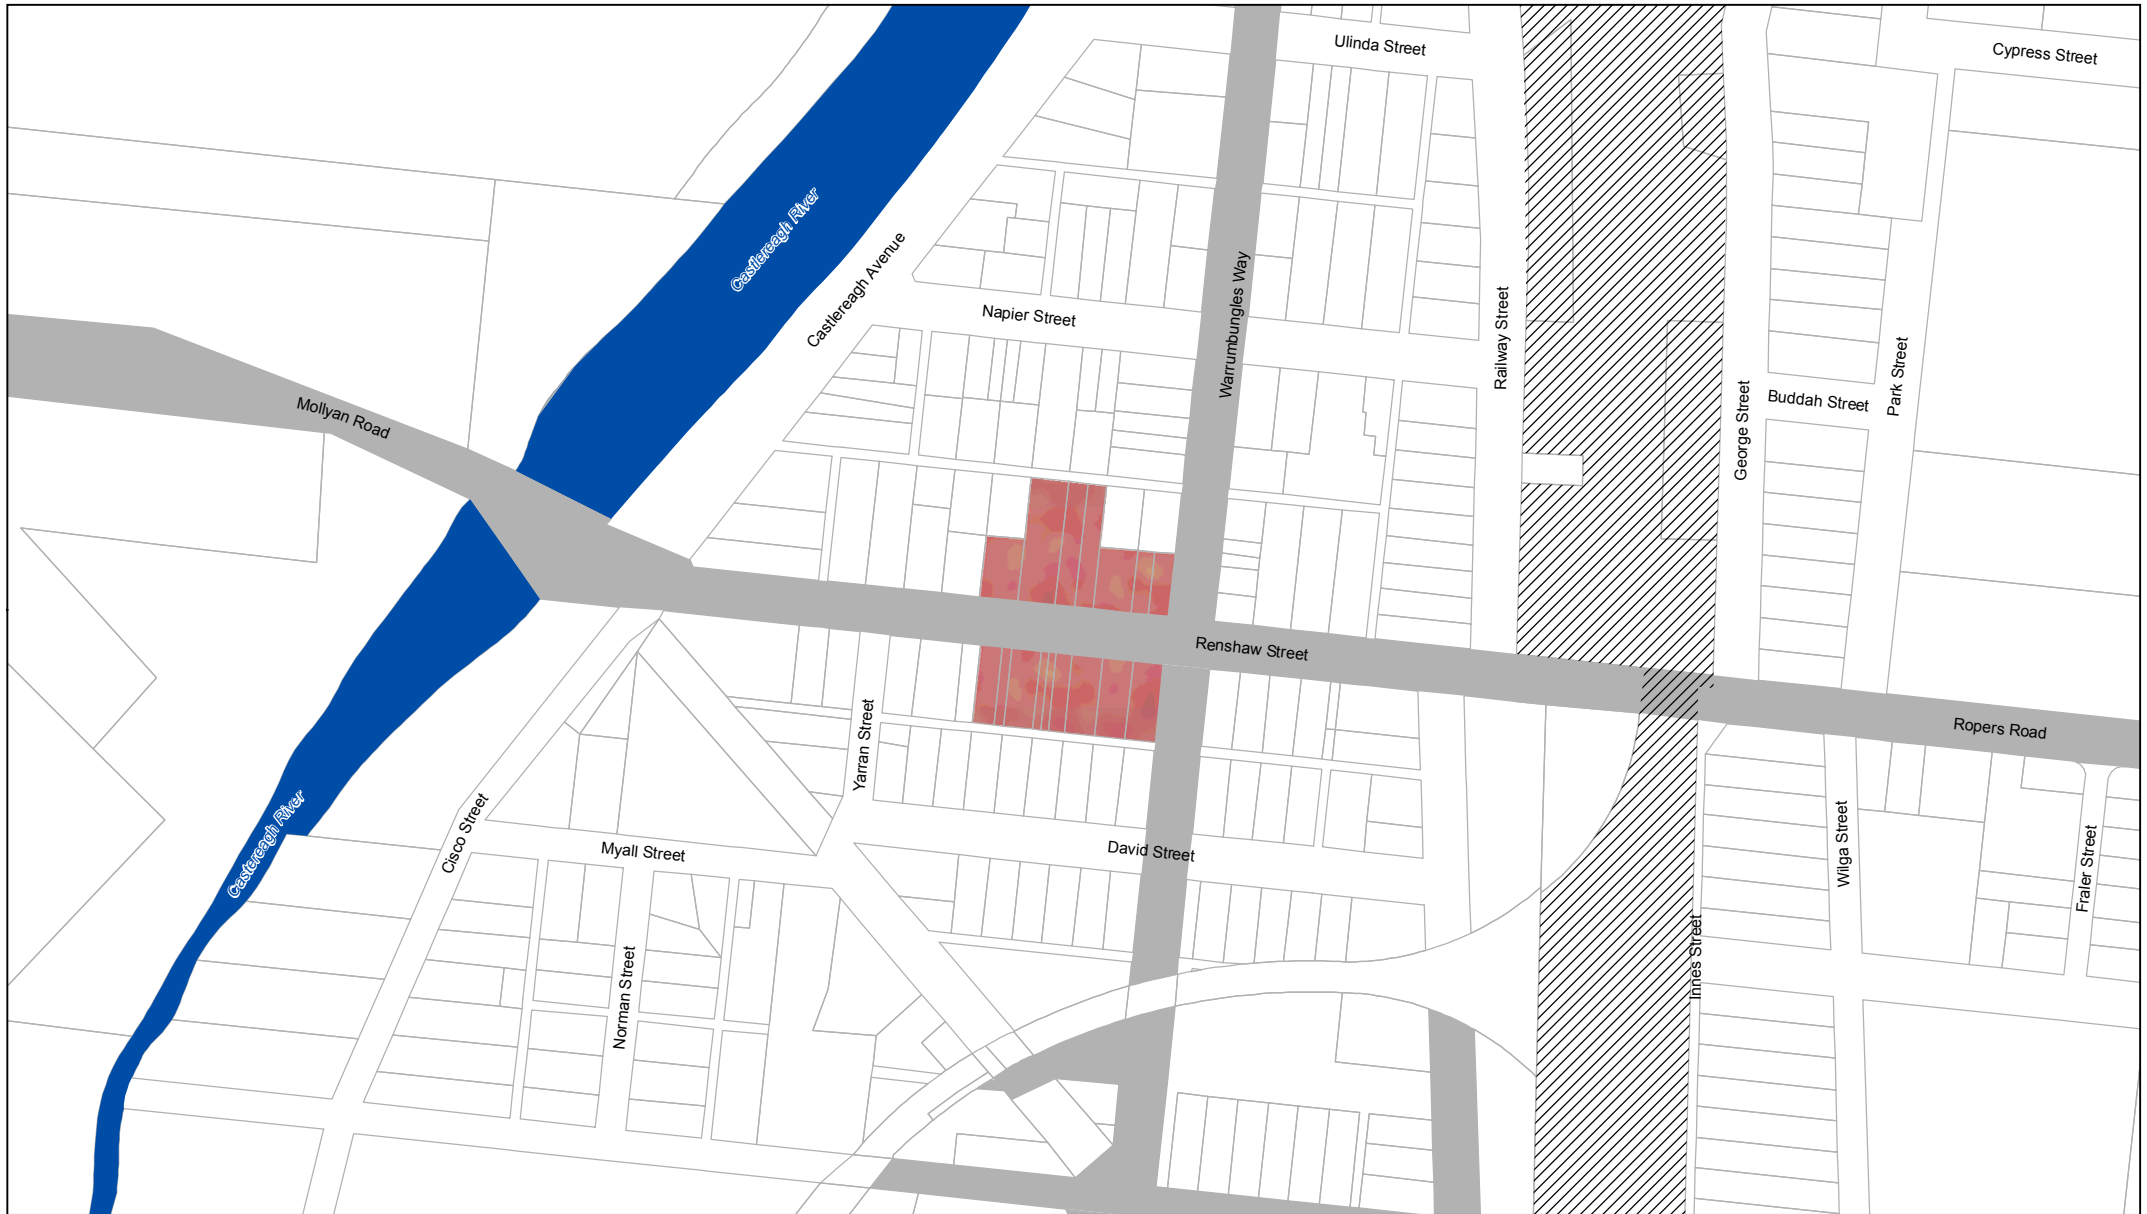 Ulinda Street
Cypress Street
Castlereagh River
Castlereagh Avenue
Napier Street
Warrumbungles Way
Railway Street
George Street
Buddah Street
Park Street
Mollyan Road
Renshaw Street
Ropers Road
Yarran Street
Castereagh River
Cisco Street
Myall Street
David Street
Norman Street
Innes Street
Wilga Street
Fraler Street